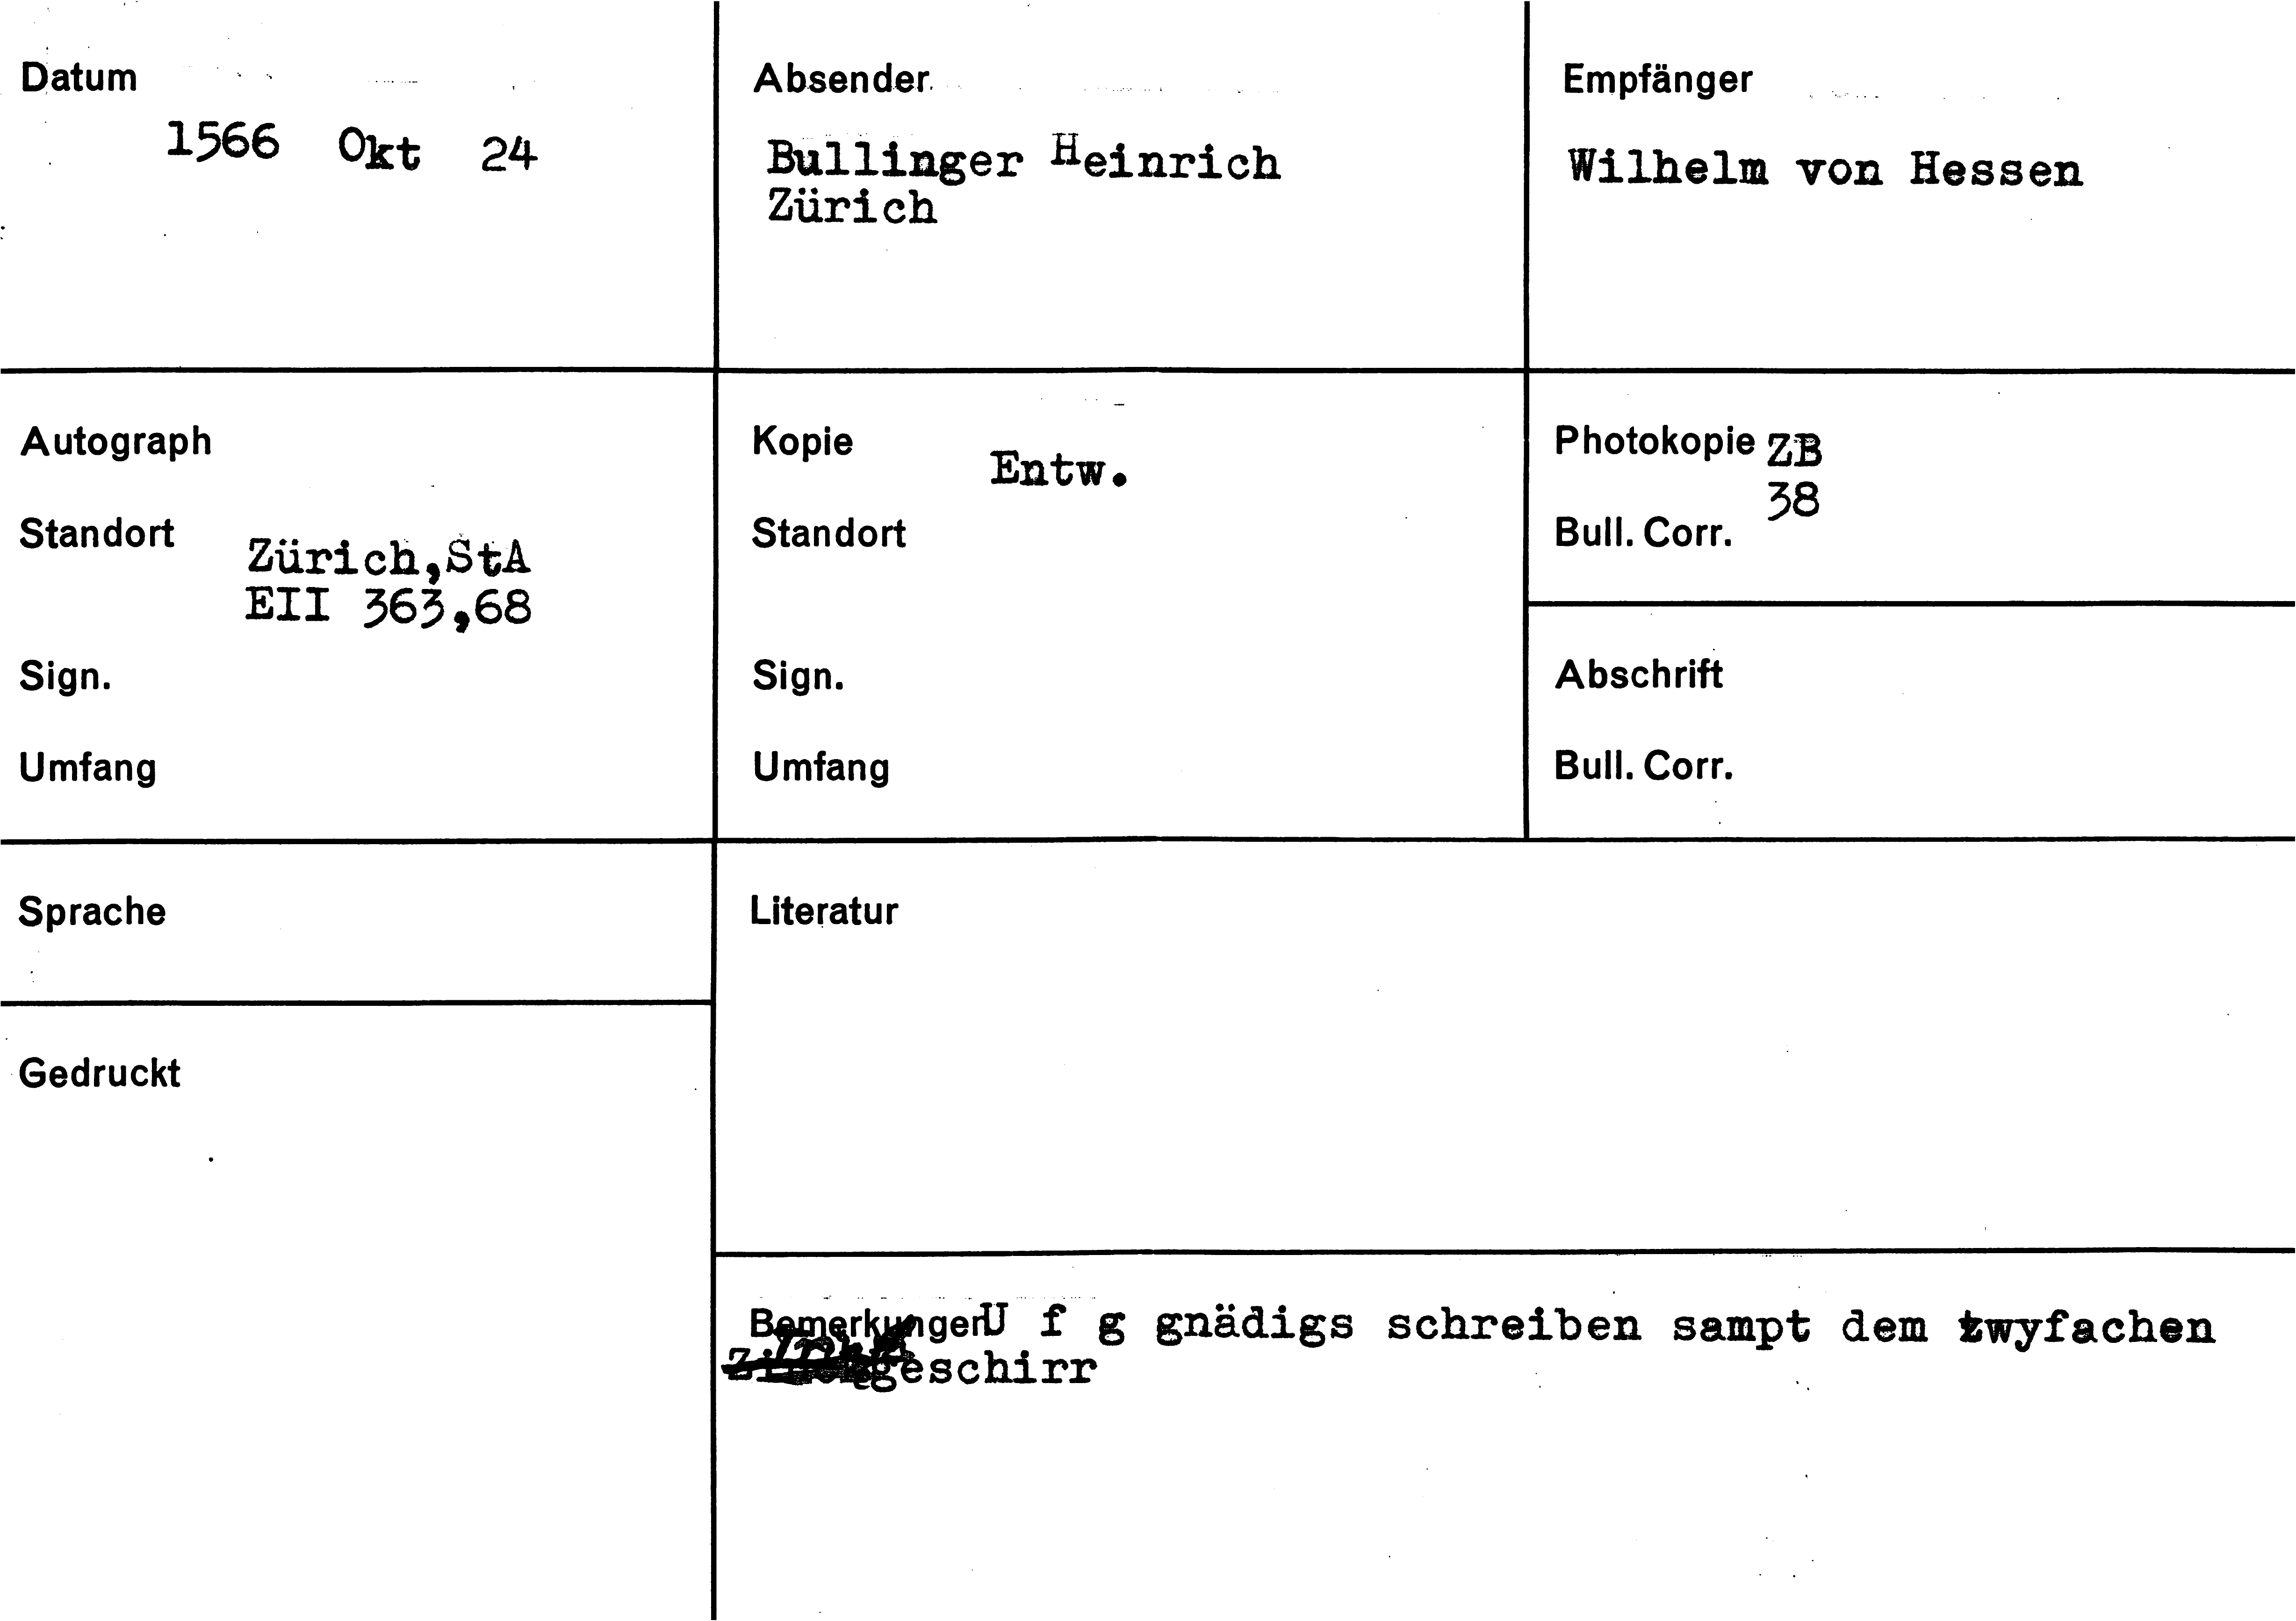 Datum
1566 Okt 24
Absender
Bullinger Heinrich
Zürich
Empfänger
Wilhelm von Hessen
Autograph
Standort
Zürich,StA
EII 363,68
Sign.
Umfang
Kopie
Entw.
Standort
Sign.
Umfang
Photokopie ZB
38
Bull. Corr.
Abschrift
Bull. Corr.
Sprache
Gedruckt
Literatur
Bemerkungen U f g gnädigs schreiben sampt dem zwyfachen
geschirr